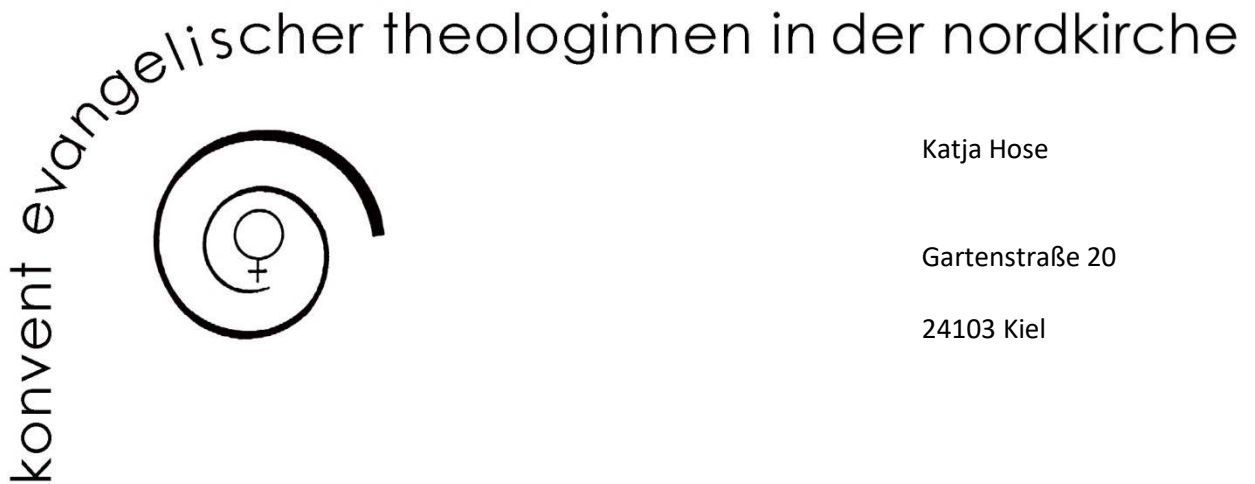 konvent evangelischer theologinnen in der nordkirche
Katja Hose
Gartenstraße 20
24103 Kiel